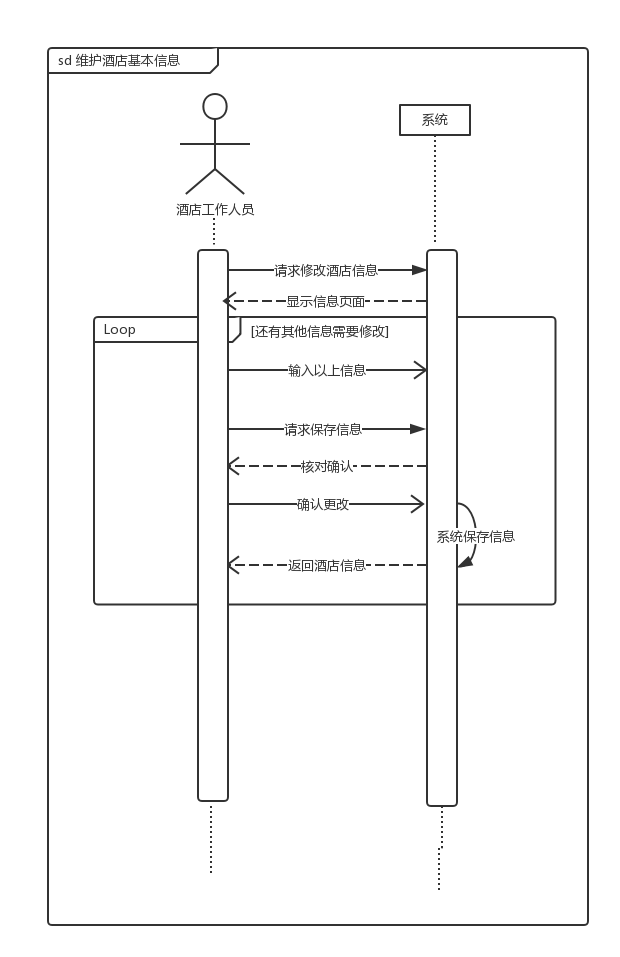 sd 维护酒店基本信息
系统
酒店工作人员
请求修改酒店信息
显示信息页面
Loop
[还有其他信息需要修改]
输入以上信息
请求保存信息
核对确认
确认更改
系统保存信息
返回酒店信息